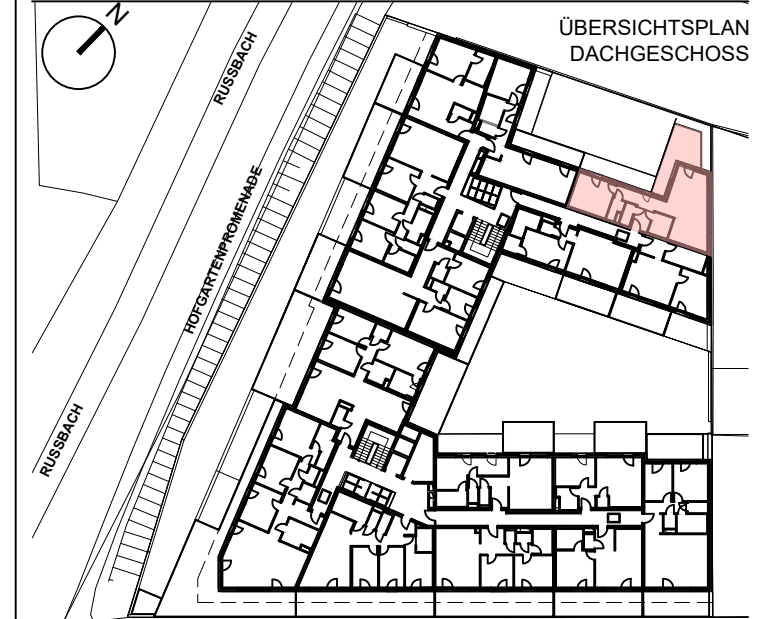 N
ÜBERSICHTSPLAN
DACHGESCHOSS
RUSSBACH
HOFGARTENPROMENADE
RUSSBACH